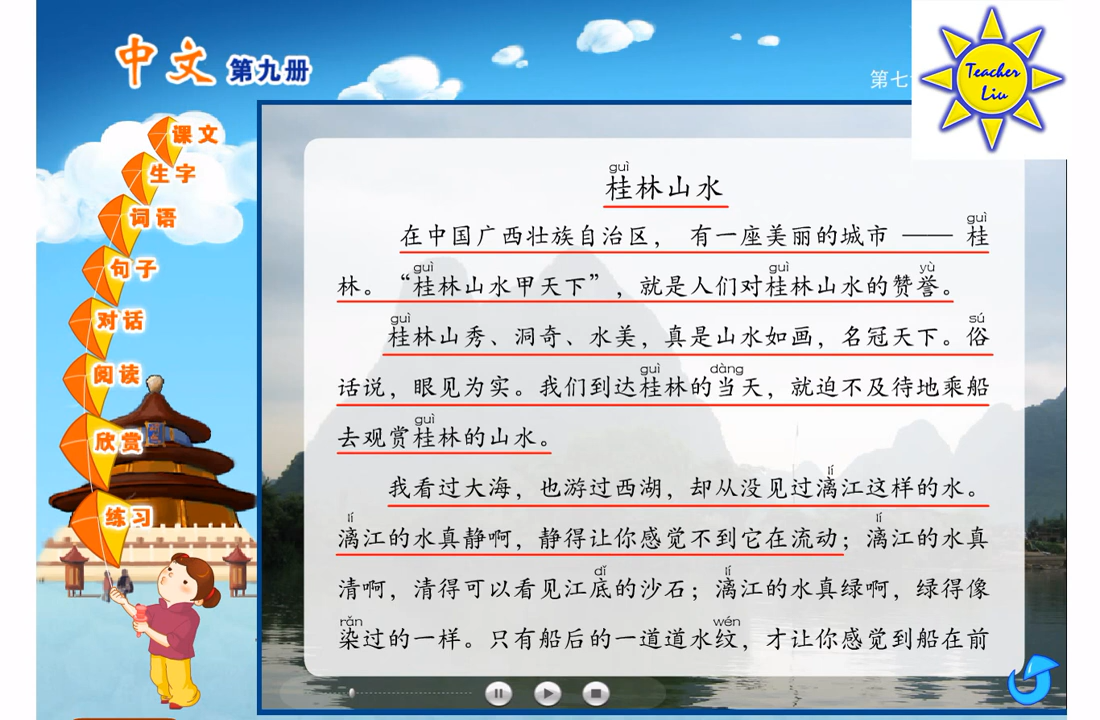 中文 第九册
第七
Teacher
Liu
课文
生字
词语
句子
对话
阅读
欣赏
练习
guì
桂林山水
guì
在中国广西壮族自治区， 有一座美丽的城市 —— 桂
guì guì yù
林。“桂林山水甲天下”，就是人们对桂林山水的赞誉。
guì sú
桂林山秀、洞奇、水美，真是山水如画，名冠天下。俗
guì dàng
话说，眼见为实。我们到达桂林的当天，就迫不及待地乘船
guì
去观赏桂林的山水。
lí
我看过大海，也游过西湖，却从没见过漓江这样的水。
lí lí
漓江的水真静啊，静得让你感觉不到它在流动；漓江的水真
dǐ lí
清啊，清得可以看见江底的沙石；漓江的水真绿啊，绿得像
rǎn wén
染过的一样。只有船后的一道道水纹，才让你感觉到船在前